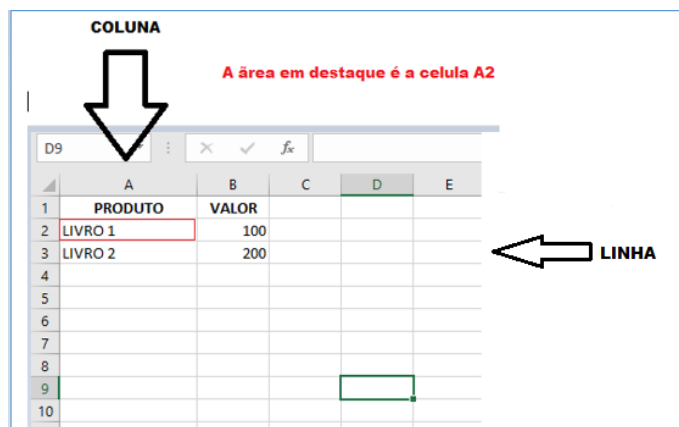 COLUNA
A ärea em destaque é a celula A2
D9 fx
A B C D E
1 PRODUTO VALOR
2 LIVRO 1 100
3 LIVRO 2 200
LINHA
4
5
6
7
8
9
10